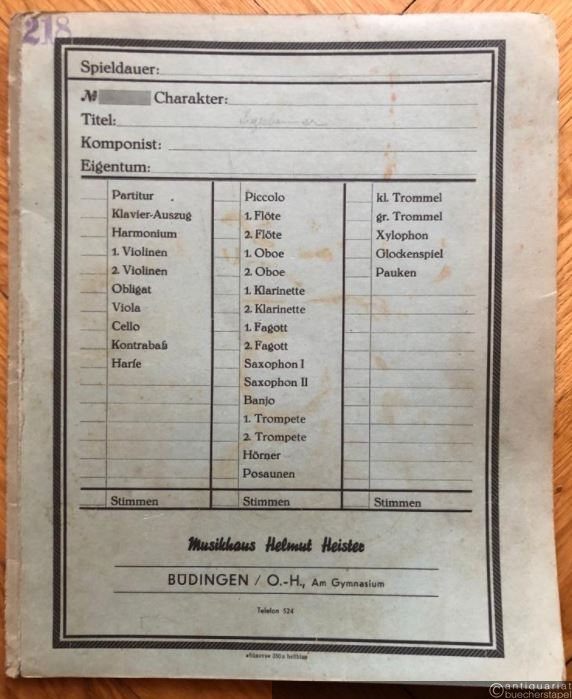 218
Spieldauer:
№ Charakter:
Titel:
Komponist:
Eigentum:
Partitur
Klavier-Auszug
Harmonium
1. Violinen
2. Violinen
Obligat
Viola
Cello
Kontrabaß
Harfe
Stimmen
Piccolo
1. Flöte
2. Flöte
1. Oboe
2. Oboe
1. Klarinette
2. Klarinette
1. Fagott
2. Fagott
Saxophon I
Saxophon II
Banjo
1. Trompete
2. Trompete
Hörner
Posaunen
Stimmen
kl. Trommel
gr. Trommel
Xylophon
Glockenspiel
Pauken
Stimmen
Musikhaus Helmut Heister
BÜDINGEN / O.-H., Am Gymnasium
Telefon 524
antiquariat
buecherstapel